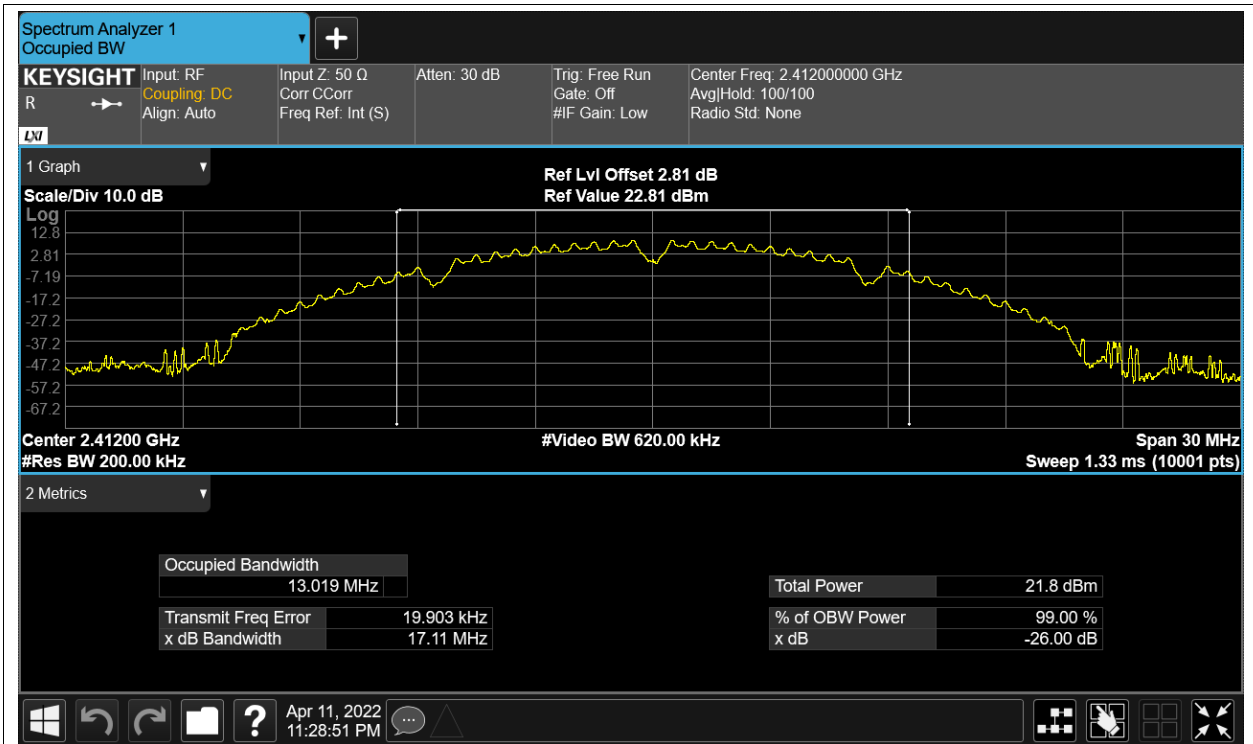 Spectrum Analyzer 1
Occupied BW
KEYSIGHT Input: RF Input Z: 50 Ω Atten: 30 dB Trig: Free Run Center Freq: 2.412000000 GHz
R Coupling: DC Corr CCorr Gate: Off Avg|Hold: 100/100
Align: Auto Freq Ref: Int (S) #IF Gain: Low Radio Std: None
LXI
1 Graph
Ref Lvl Offset 2.81 dB
Scale/Div 10.0 dB Ref Value 22.81 dBm
Log
12.8
2.81
-7.19
-17.2
-27.2
-37.2
-47.2
-57.2
-67.2
Center 2.41200 GHz #Video BW 620.00 kHz Span 30 MHz
#Res BW 200.00 kHz Sweep 1.33 ms (10001 pts)
2 Metrics
Occupied Bandwidth
13.019 MHz Total Power 21.8 dBm
Transmit Freq Error 19.903 kHz % of OBW Power 99.00 %
x dB Bandwidth 17.11 MHz x dB -26.00 dB
? Apr 11, 2022
11:28:51 PM